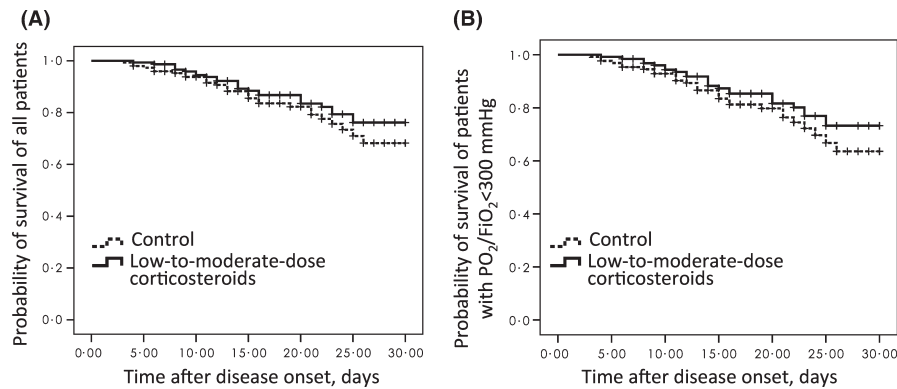 (A)
Probability of survival of all patients
1·0
0·8
0·6
0·4
0·2
0·0
Control
Low-to-moderate-dose
corticosteroids
0·00 5·00 10·00 15·00 20·00 25·00 30·00
Time after disease onset, days
(B)
Probability of survival of patients
with PO₂/FiO₂<300 mmHg
1·0
0·8
0·6
0·4
0·2
0·0
Control
Low-to-moderate-dose
corticosteroids
0·00 5·00 10·00 15·00 20·00 25·00 30·00
Time after disease onset, days